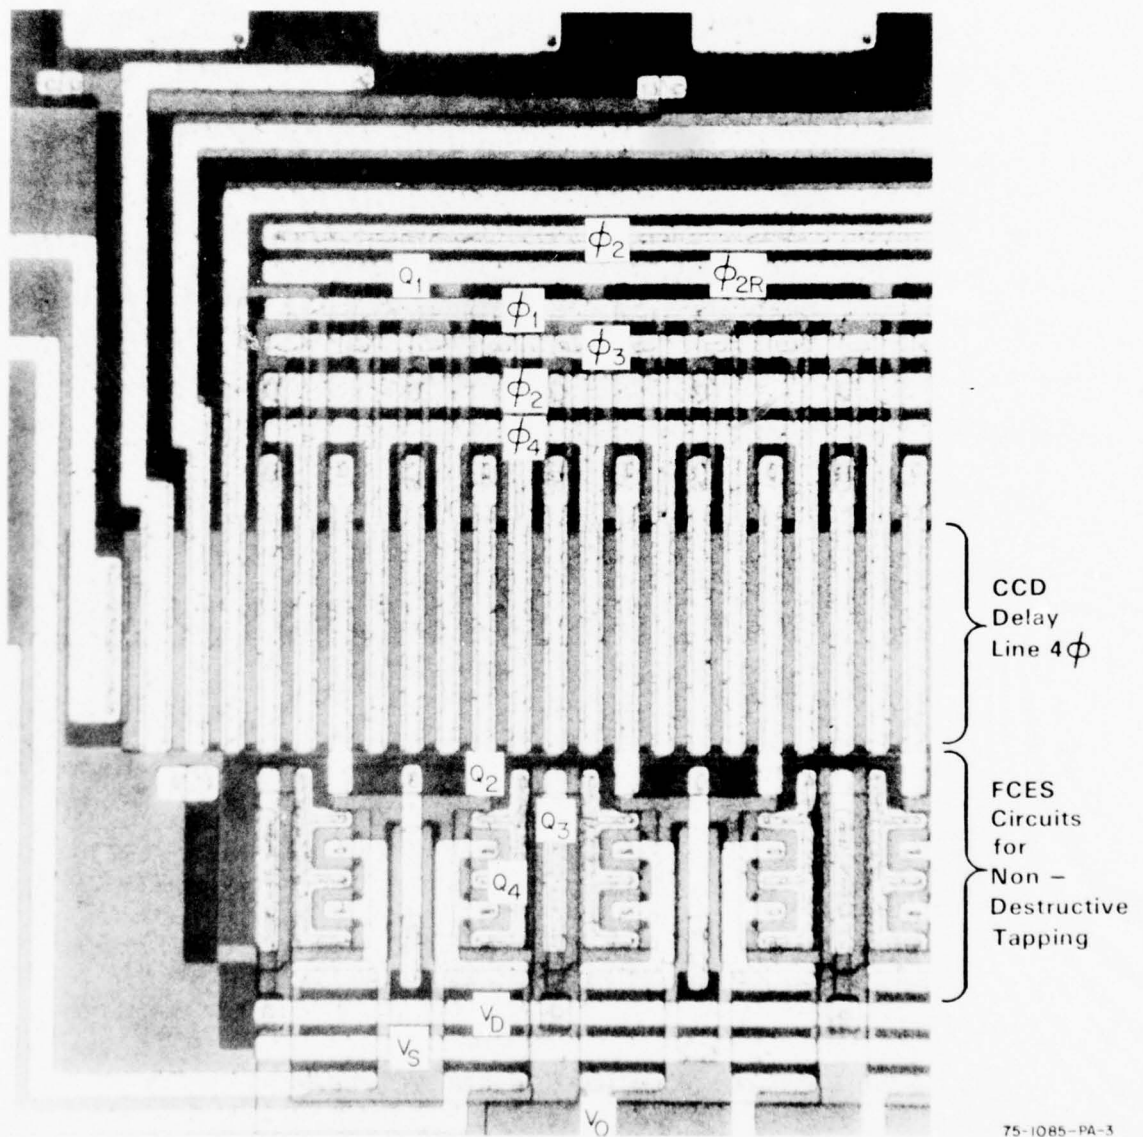 ϕ2
Q1
ϕ2R
ϕ1
ϕ3
ϕ2
ϕ4
CCD
Delay
Line 4ϕ
Q2
FCES
Circuits
for
Non –
Destructive
Tapping
Q3
Q4
VD
VS
VO
75-1085-PA-3